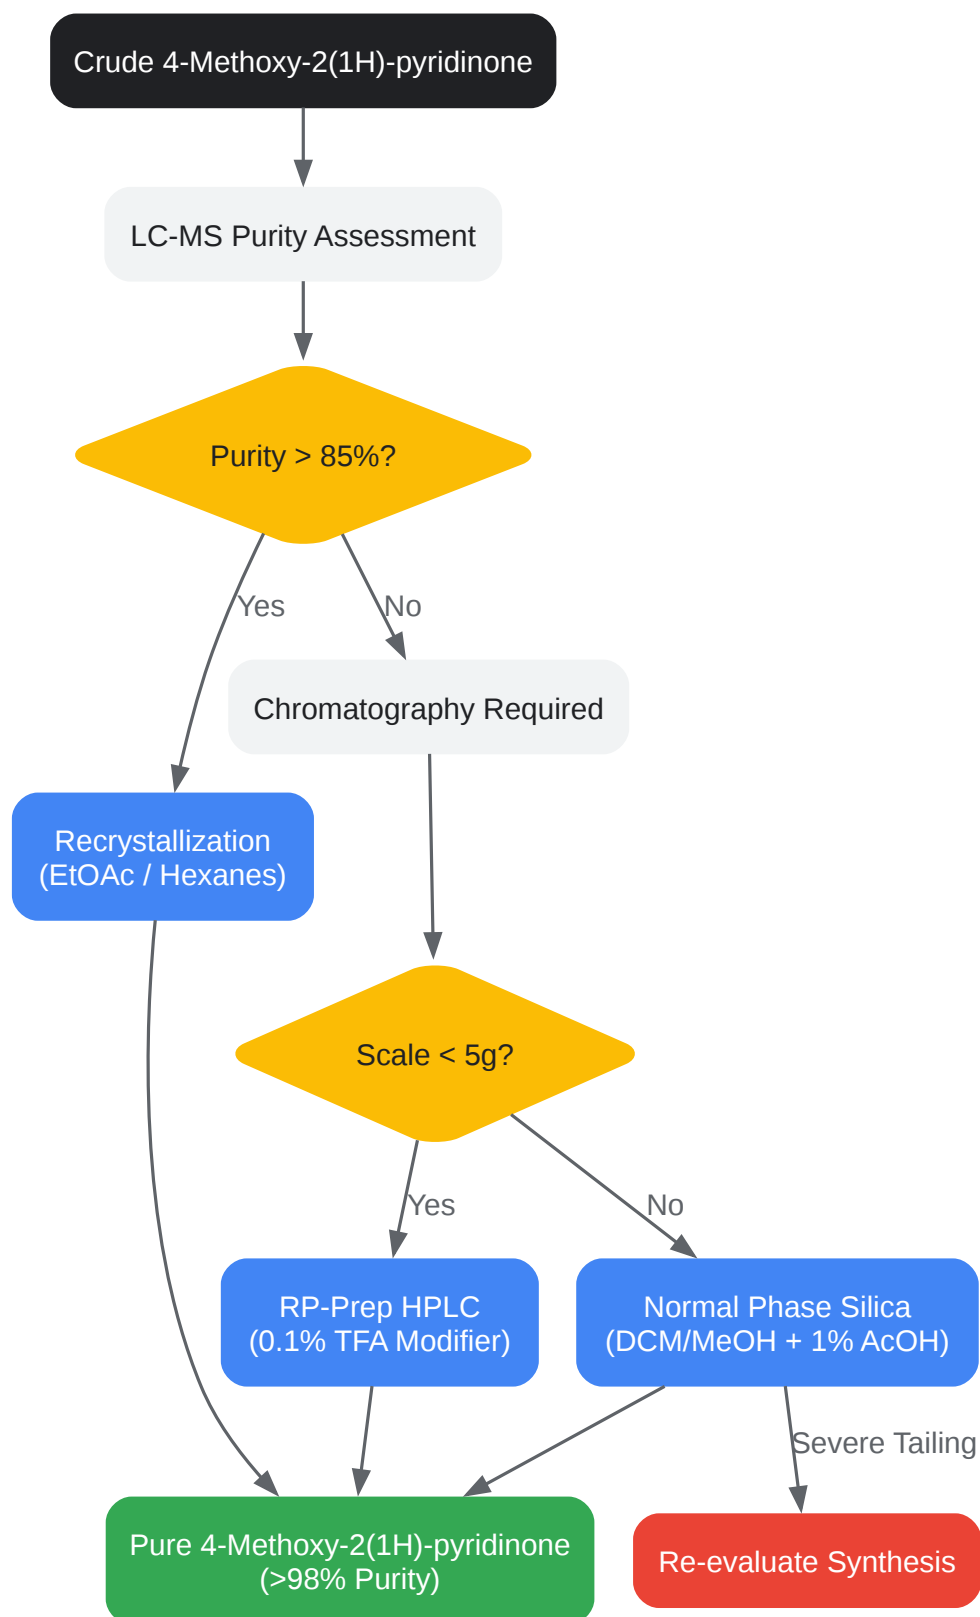 Crude 4-Methoxy-2(1H)-pyridinone
LC-MS Purity Assessment
Purity > 85%?
Yes
No
Chromatography Required
Recrystallization
(EtOAc / Hexanes)
Scale < 5g?
Yes
No
RP-Prep HPLC
(0.1% TFA Modifier)
Normal Phase Silica
(DCM/MeOH + 1% AcOH)
Severe Tailing
Pure 4-Methoxy-2(1H)-pyridinone
(>98% Purity)
Re-evaluate Synthesis